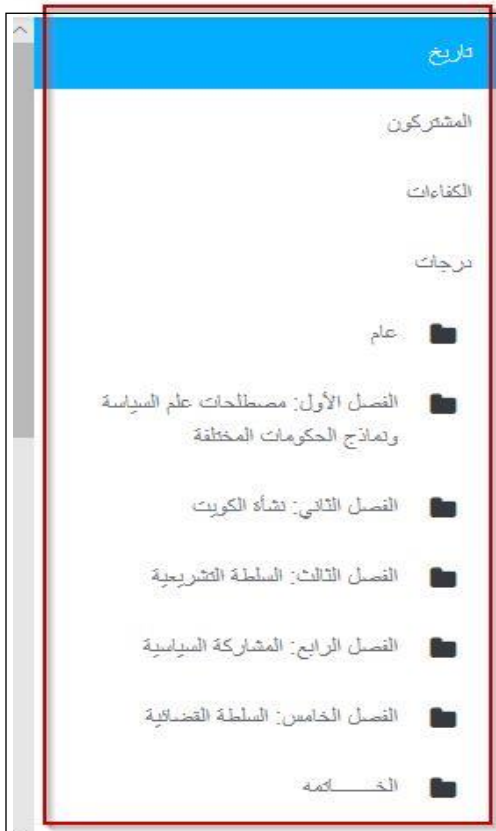 تاريخ
المشتركون
الكفاءات
درجات
عام
الفصل الأول: مصطلحات علم السياسة
ونماذج الحكومات المختلفة
الفصل الثاني: نشأة الكويت
الفصل الثالث: السلطة التشريعية
الفصل الرابع: المشاركة السياسية
الفصل الخامس: السلطة القضائية
الخـــــاتمه